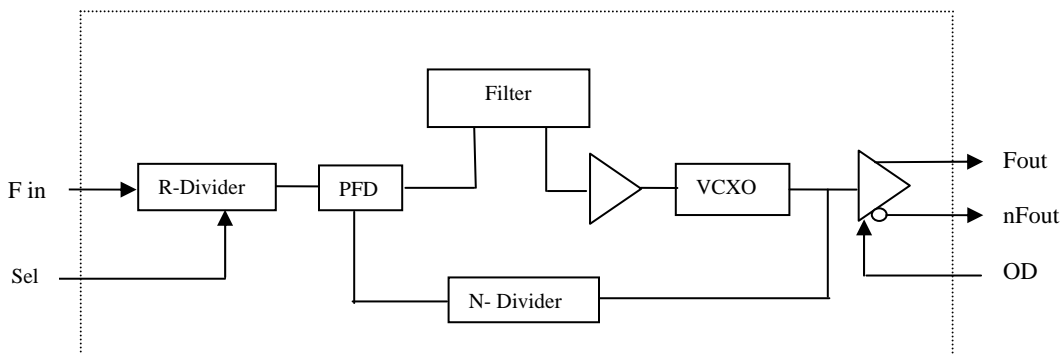 Filter
Fout
F in
R-Divider
PFD
VCXO
nFout
Sel
OD
N- Divider